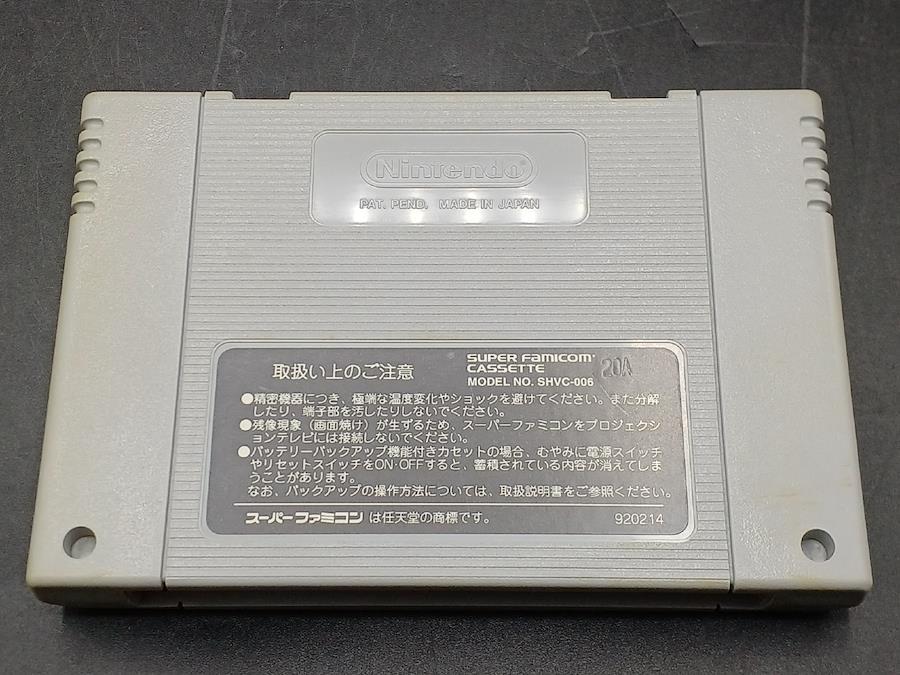 Nintendo®
PAT. PEND. MADE IN JAPAN
取扱い上のご注意
SUPER FAMICOM
CASSETTE
MODEL NO. SHVC-006
20A
●精密機器につき、極端な温度変化やショックを避けてください。また分解
したり、端子部を汚したりしないでください。
●残像現象(画面焼け)が生ずるため、スーパーファミコンをプロジェクシ
ョンテレビには接続しないでください。
●バッテリーバックアップ機能付きカセットの場合、むやみに電源スイッチ
やリセットスイッチをON・OFFすると、蓄積されている内容が消えてしま
うことがあります。
なお、バックアップの操作方法については、取扱説明書をご参照ください。
スーパーファミコン は任天堂の商標です。
920214